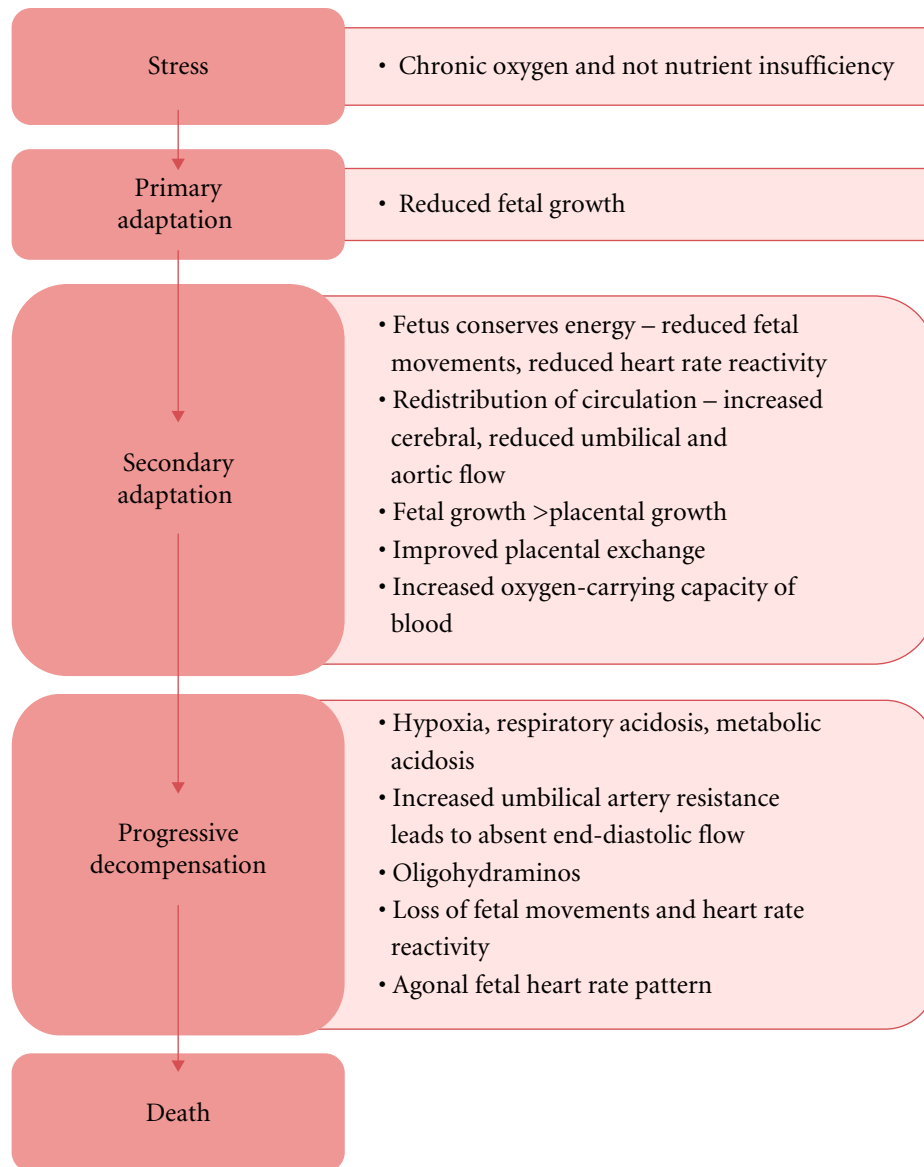 Stress
• Chronic oxygen and not nutrient insufficiency
Primary
adaptation
• Reduced fetal growth
Secondary
adaptation
• Fetus conserves energy – reduced fetal
movements, reduced heart rate reactivity
• Redistribution of circulation – increased
cerebral, reduced umbilical and
aortic flow
• Fetal growth >placental growth
• Improved placental exchange
• Increased oxygen-carrying capacity of
blood
Progressive
decompensation
• Hypoxia, respiratory acidosis, metabolic
acidosis
• Increased umbilical artery resistance
leads to absent end-diastolic flow
• Oligohydraminos
• Loss of fetal movements and heart rate
reactivity
• Agonal fetal heart rate pattern
Death